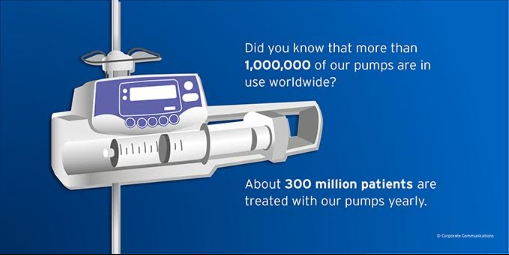 Did you know that more than
1,000,000 of our pumps are in
use worldwide?
About 300 million patients are
treated with our pumps yearly.
© Corporate Communications